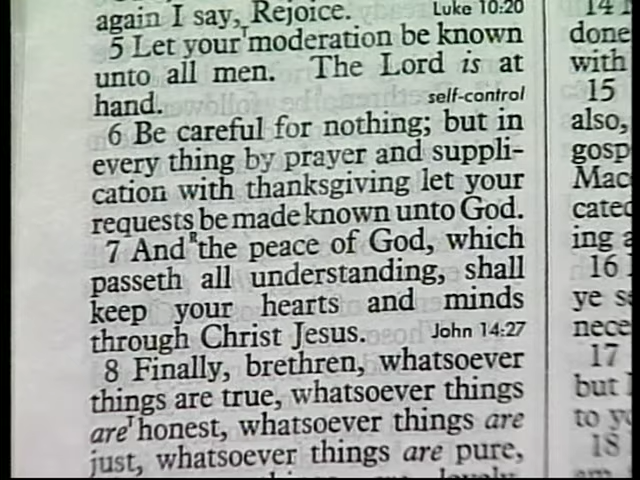 again I say, Rejoice. Luke 10:20
5 Let your T moderation be known
unto all men. The Lord is at
hand. self-control
6 Be careful for nothing; but in
every thing by prayer and suppli-
cation with thanksgiving let your
requests be made known unto God.
7 And R the peace of God, which
passeth all understanding, shall
keep your hearts and minds
through Christ Jesus. John 14:27
8 Finally, brethren, whatsoever
things are true, whatsoever things
are T honest, whatsoever things are
just, whatsoever things are pure,
14
done
with
15
also,
gosp
Mac
cated
ing a
16
ye s
nece
17
but
to yo
18